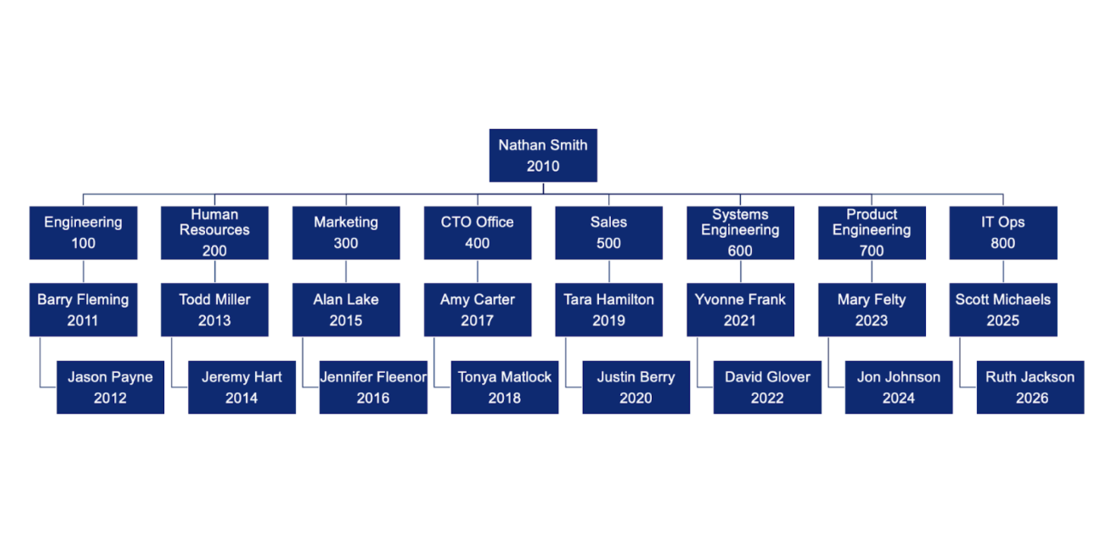 Nathan Smith
2010
Engineering
100
Human
Resources
200
Marketing
300
CTO Office
400
Sales
500
Systems
Engineering
600
Product
Engineering
700
IT Ops
800
Barry Fleming
2011
Todd Miller
2013
Alan Lake
2015
Amy Carter
2017
Tara Hamilton
2019
Yvonne Frank
2021
Mary Felty
2023
Scott Michaels
2025
Jason Payne
2012
Jeremy Hart
2014
Jennifer Fleenor
2016
Tonya Matlock
2018
Justin Berry
2020
David Glover
2022
Jon Johnson
2024
Ruth Jackson
2026